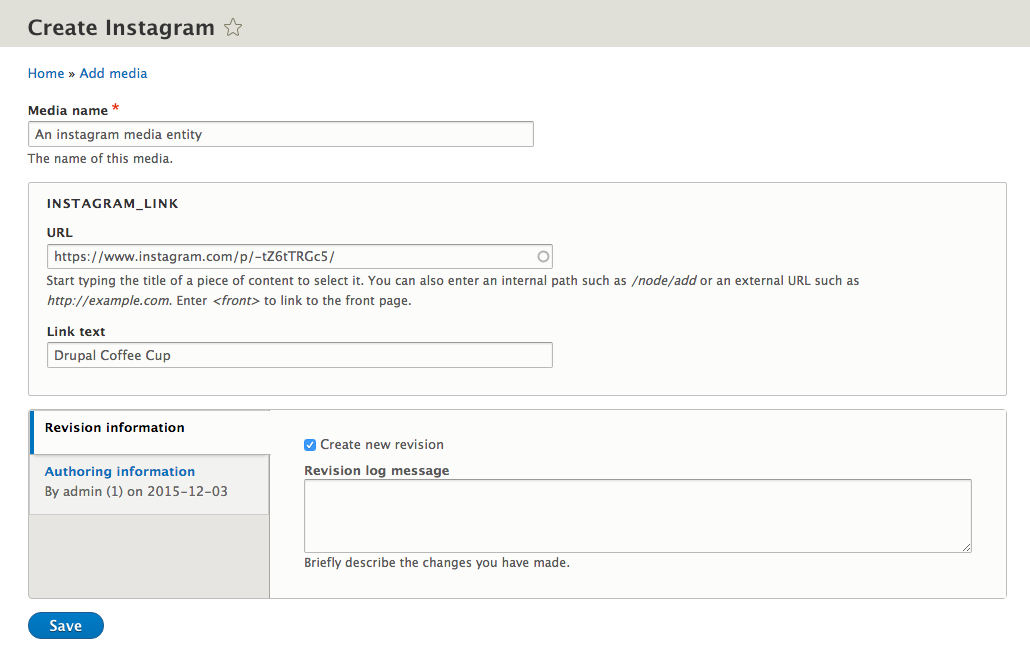 Create Instagram
Home » Add media
Media name *
An instagram media entity
The name of this media.
INSTAGRAM_LINK
URL
https://www.instagram.com/p/-tZ6tTRGc5/
Start typing the title of a piece of content to select it. You can also enter an internal path such as /node/add or an external URL such as
http://example.com. Enter <front> to link to the front page.
Link text
Drupal Coffee Cup
Revision information
Authoring information
By admin (1) on 2015-12-03
Create new revision
Revision log message
Briefly describe the changes you have made.
Save